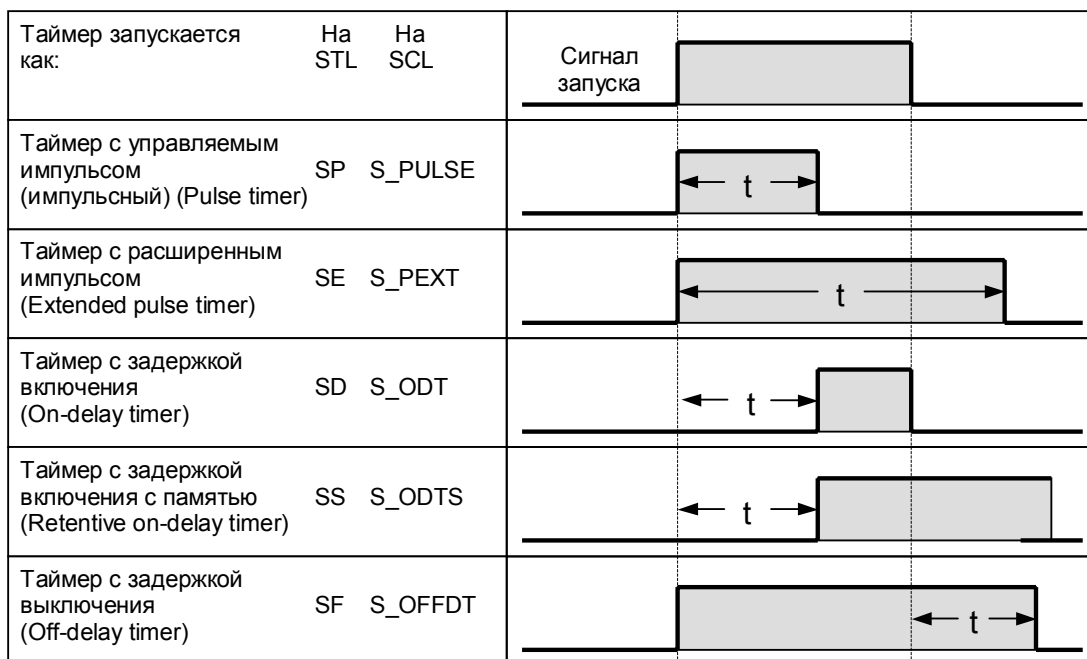 Таймер запускается На На
как: STL SCL
Сигнал
запуска
Таймер с управляемым
импульсом SP S_PULSE
(импульсный) (Pulse timer)
t
Таймер с расширенным
импульсом SE S_PEXT
(Extended pulse timer)
t
Таймер с задержкой
включения SD S_ODT
(On-delay timer)
t
Таймер с задержкой
включения с памятью SS S_ODTS
(Retentive on-delay timer)
t
Таймер с задержкой
выключения SF S_OFFDT
(Off-delay timer)
t